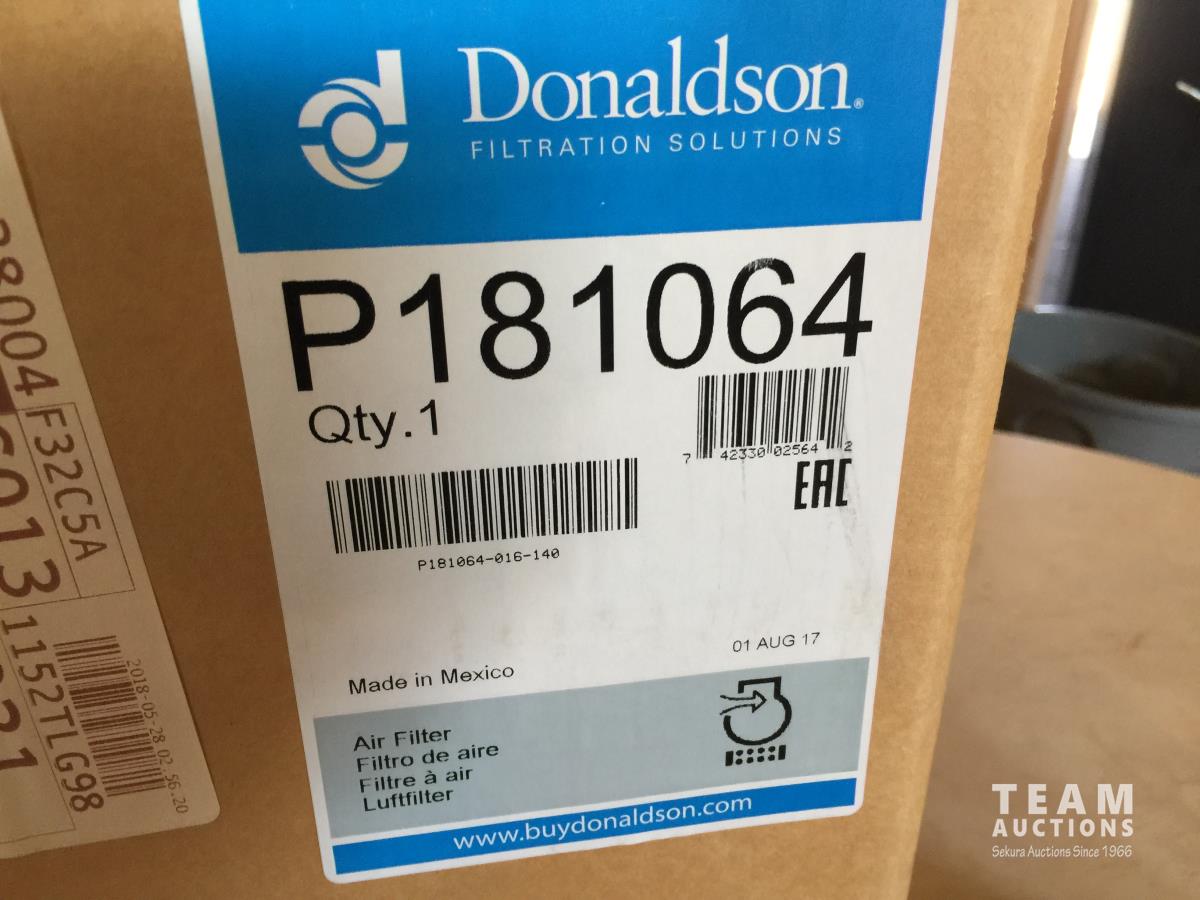 Donaldson®
FILTRATION SOLUTIONS
P181064
Qty.1
7 42330 02564 2
EAC
P181064-016-140
01 AUG 17
Made in Mexico
Air Filter
Filtro de aire
Filtre à air
Luftfilter
www.buydonaldson.com
8004
F32C5A
6013
1152TLG98
2018-05-28 02.56.20
TEAM
AUCTIONS
Sekura Auctions Since 1966